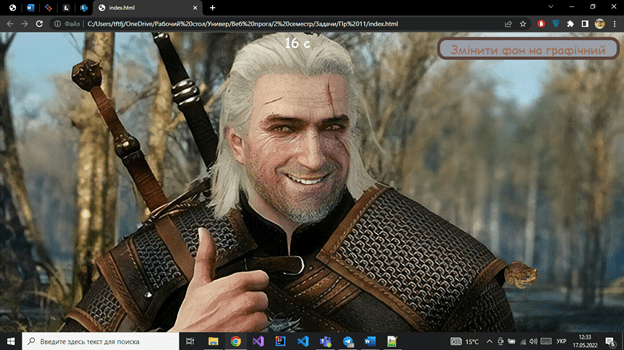 index.html
Файл
C:/Users/tftfj/OneDrive/Рабочий%20стол/Универ/Веб%20прога/2%20семестр/Задачи/Пр%2011/index.html
16 с
Змінити фон на графічний
Введите здесь текст для поиска
15°C
УКР
12:33
17.05.2022